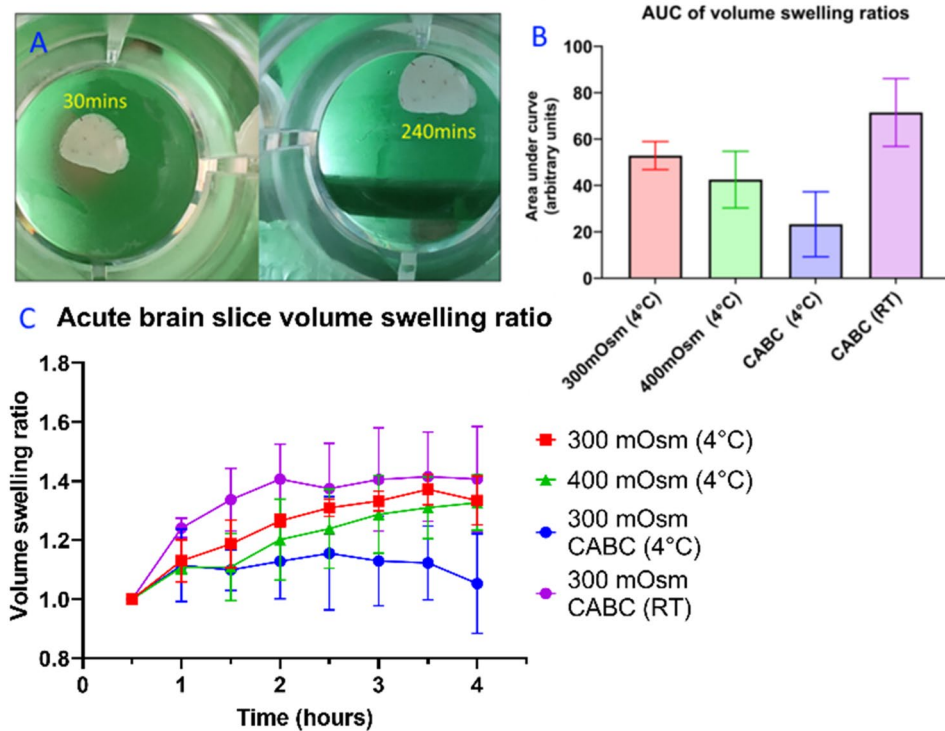 A
30mins
240mins
B
AUC of volume swelling ratios
Area under curve
(arbitrary units)
100
80
60
40
20
0
300mOsm (4°C)
400mOsm (4°C)
CABC (4°C)
CABC (RT)
C Acute brain slice volume swelling ratio
Volume swelling ratio
1.8
1.6
1.4
1.2
1.0
0.8
0 1 2 3 4
Time (hours)
300 mOsm (4°C)
400 mOsm (4°C)
300 mOsm
CABC (4°C)
300 mOsm
CABC (RT)